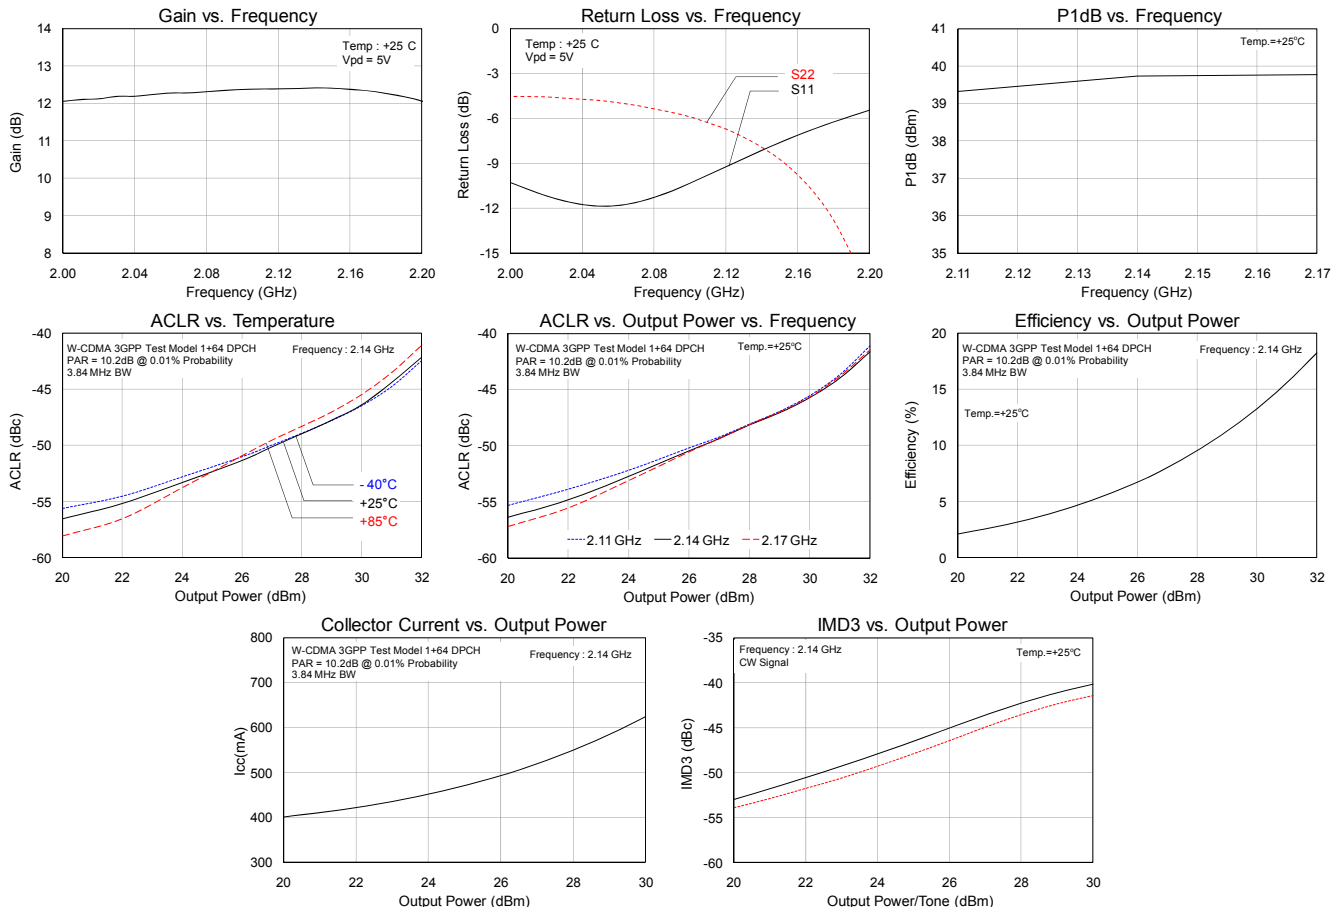 Gain vs. Frequency
14
13
12
11
10
9
8
Gain (dB)
Temp : +25 C
Vpd = 5V
2.00 2.04 2.08 2.12 2.16 2.20
Frequency (GHz)
Return Loss vs. Frequency
0
-3
-6
-9
-12
-15
Return Loss (dB)
Temp : +25 C
Vpd = 5V
S22
S11
2.00 2.04 2.08 2.12 2.16 2.20
Frequency (GHz)
P1dB vs. Frequency
41
40
39
38
37
36
35
P1dB (dBm)
Temp.=+25°C
2.11 2.12 2.13 2.14 2.15 2.16 2.17
Frequency (GHz)
ACLR vs. Temperature
-40
-45
-50
-55
-60
ACLR (dBc)
W-CDMA 3GPP Test Model 1+64 DPCH
PAR = 10.2dB @ 0.01% Probability
3.84 MHz BW
Frequency : 2.14 GHz
- 40°C
+25°C
+85°C
20 22 24 26 28 30 32
Output Power (dBm)
ACLR vs. Output Power vs. Frequency
-40
-45
-50
-55
-60
ACLR (dBc)
W-CDMA 3GPP Test Model 1+64 DPCH
PAR = 10.2dB @ 0.01% Probability
3.84 MHz BW
Temp.=+25°C
2.11 GHz 2.14 GHz 2.17 GHz
20 22 24 26 28 30 32
Output Power (dBm)
Efficiency vs. Output Power
20
15
10
5
0
Efficiency (%)
W-CDMA 3GPP Test Model 1+64 DPCH
PAR = 10.2dB @ 0.01% Probability
3.84 MHz BW
Frequency : 2.14 GHz
Temp.=+25°C
20 22 24 26 28 30 32
Output Power (dBm)
Collector Current vs. Output Power
800
700
600
500
400
300
Icc(mA)
W-CDMA 3GPP Test Model 1+64 DPCH
PAR = 10.2dB @ 0.01% Probability
3.84 MHz BW
Frequency : 2.14 GHz
20 22 24 26 28 30
Output Power (dBm)
IMD3 vs. Output Power
-35
-40
-45
-50
-55
-60
IMD3 (dBc)
Frequency : 2.14 GHz
CW Signal
Temp.=+25°C
20 22 24 26 28 30
Output Power/Tone (dBm)